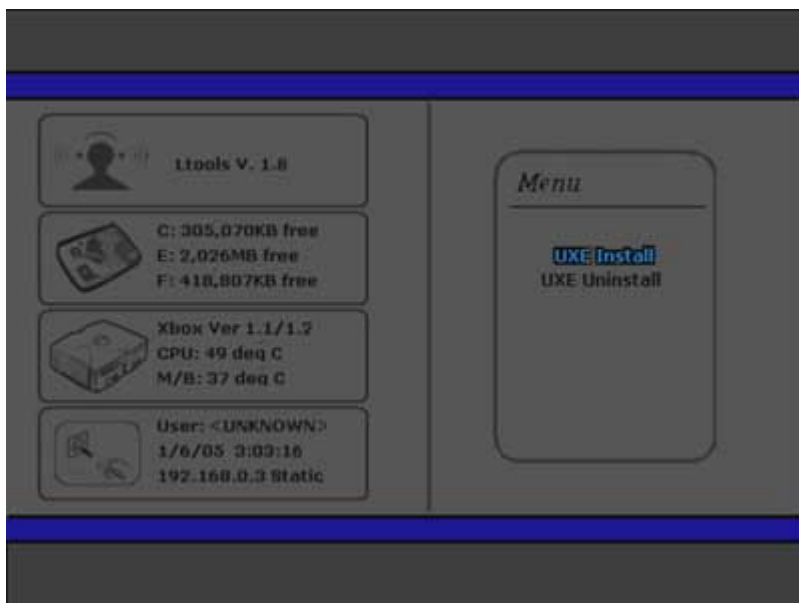 Ltools V. 1.8
C: 305,070KB free
E: 2,026MB free
F: 418,807KB free
Xbox Ver 1.1/1.2
CPU: 49 deg C
M/B: 37 deg C
User: <UNKNOWN>
1/6/05 3:03:16
192.168.0.3 Static
Menu
UXE Install
UXE Uninstall